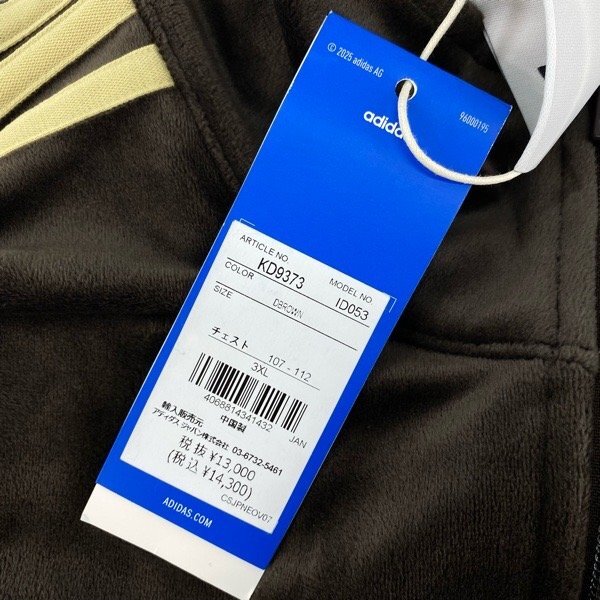 © 2025 adidas AG
adidas
96000195
ARTICLE NO. KD9373 MODEL NO. ID053
COLOR DBROWN
SIZE
チェスト 107 - 112
3XL
4068814341432
JAN
輸入販売元 中国製
アディダス ジャパン株式会社 03-6732-5461
税抜 ¥13,000
(税込 ¥14,300)
CSJPNEOV07
ADIDAS.COM